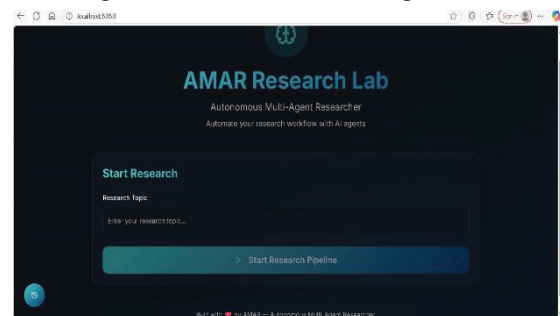 localhost:5050
AMAR Research Lab
Autonomous Multi-Agent Researcher
Automate your research workflow with AI agents
Start Research
Research Topic
Enter your research topic...
Start Research Pipeline
Built with by AMAR — Autonomous Multi Agent Researcher